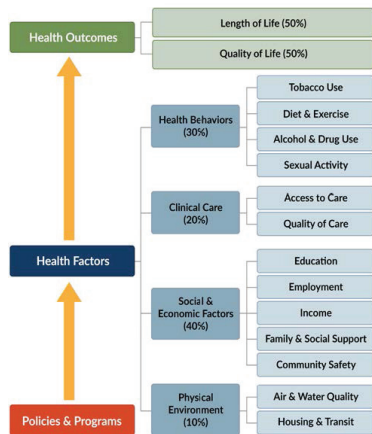 Health Outcomes
Length of Life (50%)
Quality of Life (50%)
Health Behaviors
(30%)
Tobacco Use
Diet & Exercise
Alcohol & Drug Use
Sexual Activity
Clinical Care
(20%)
Access to Care
Quality of Care
Health Factors
Social &
Economic Factors
(40%)
Education
Employment
Income
Family & Social Support
Community Safety
Physical
Environment
(10%)
Air & Water Quality
Housing & Transit
Policies & Programs